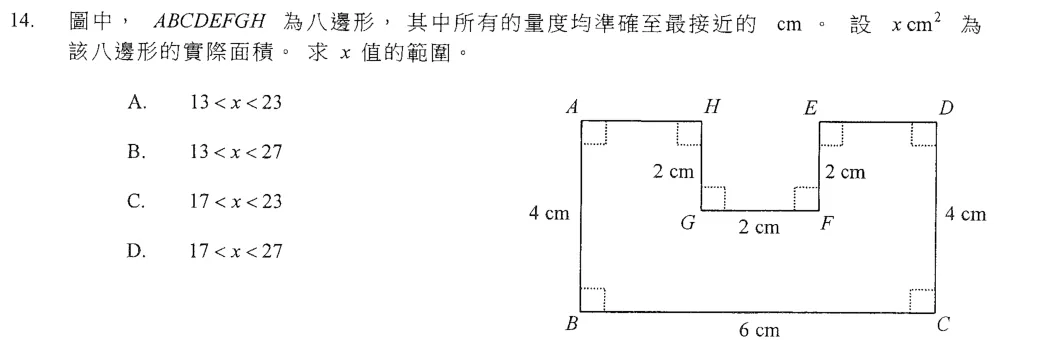 14. 圖中， ABCDEFGH 為八邊形， 其中所有的量度均準確至最接近的 cm 。 設 x cm² 為
該八邊形的實際面積。 求 x 值的範圍。
A. 13 < x < 23
B. 13 < x < 27
C. 17 < x < 23
D. 17 < x < 27
A H E D
2 cm 2 cm
4 cm G 2 cm F 4 cm
B 6 cm C